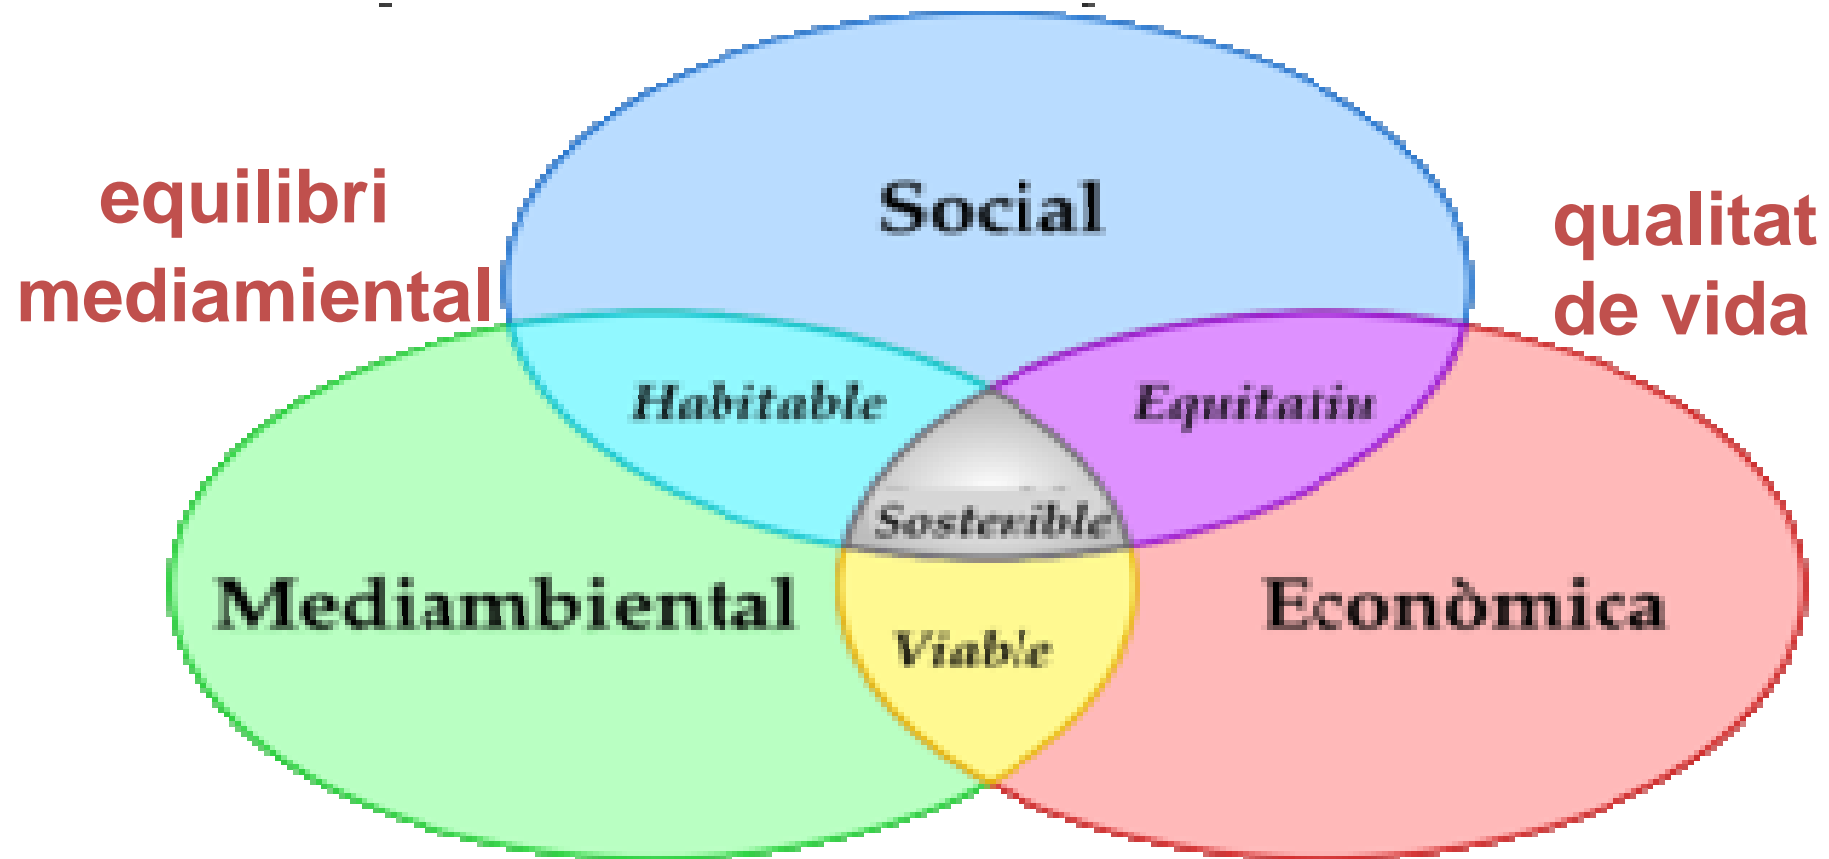 Social
equilibri
mediamiental
qualitat
de vida
Habitable
Equitatiu
Sostenible
Mediambiental
Econòmica
Viable